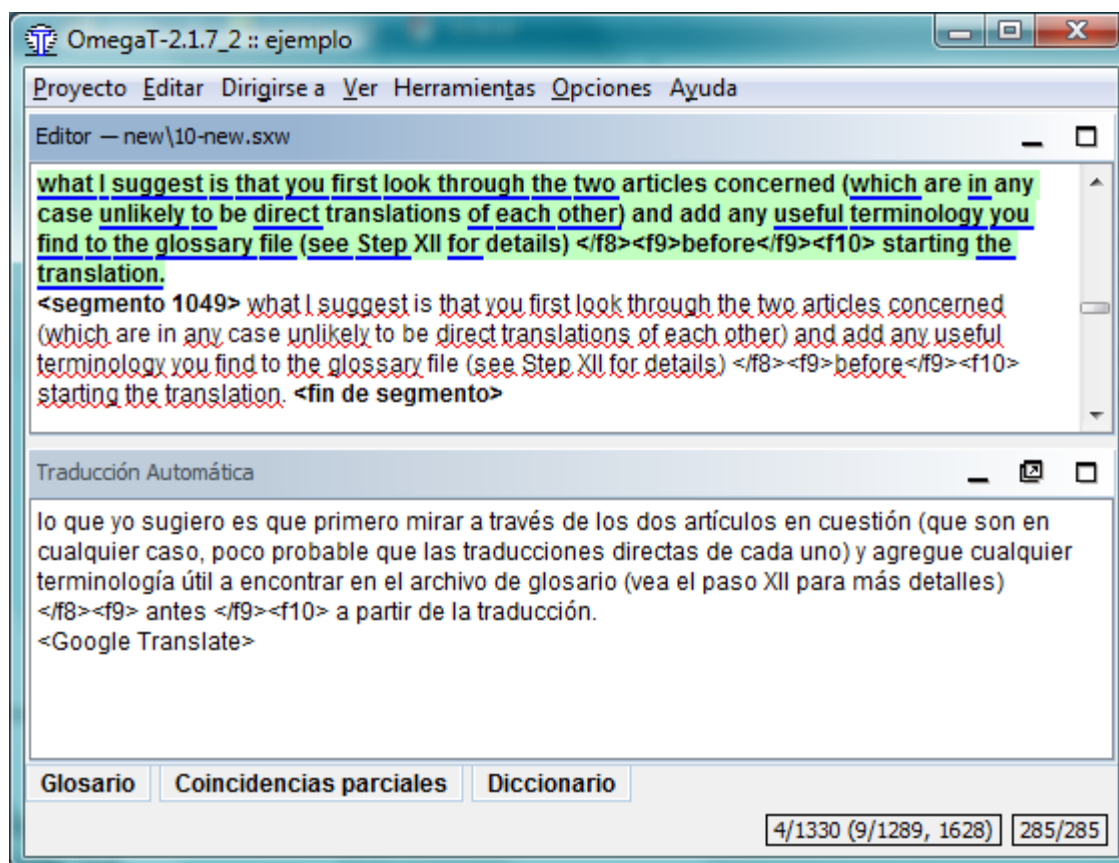 OmegaT-2.1.7_2 :: ejemplo
Proyecto Editar Dirigirse a Ver Herramientas Opciones Ayuda
Editor — new\10-new.sxw
what I suggest is that you first look through the two articles concerned (which are in any
case unlikely to be direct translations of each other) and add any useful terminology you
find to the glossary file (see Step XII for details) </f8><f9>before</f9><f10> starting the
translation.
<segmento 1049> what I suggest is that you first look through the two articles concerned
(which are in any case unlikely to be direct translations of each other) and add any useful
terminology you find to the glossary file (see Step XII for details) </f8><f9>before</f9><f10>
starting the translation. <fin de segmento>
Traducción Automática
lo que yo sugiero es que primero mirar a través de los dos artículos en cuestión (que son en
cualquier caso, poco probable que las traducciones directas de cada uno) y agregue cualquier
terminología útil a encontrar en el archivo de glosario (vea el paso XII para más detalles)
</f8><f9> antes </f9><f10> a partir de la traducción.
<Google Translate>
Glosario Coincidencias parciales Diccionario
4/1330 (9/1289, 1628) 285/285